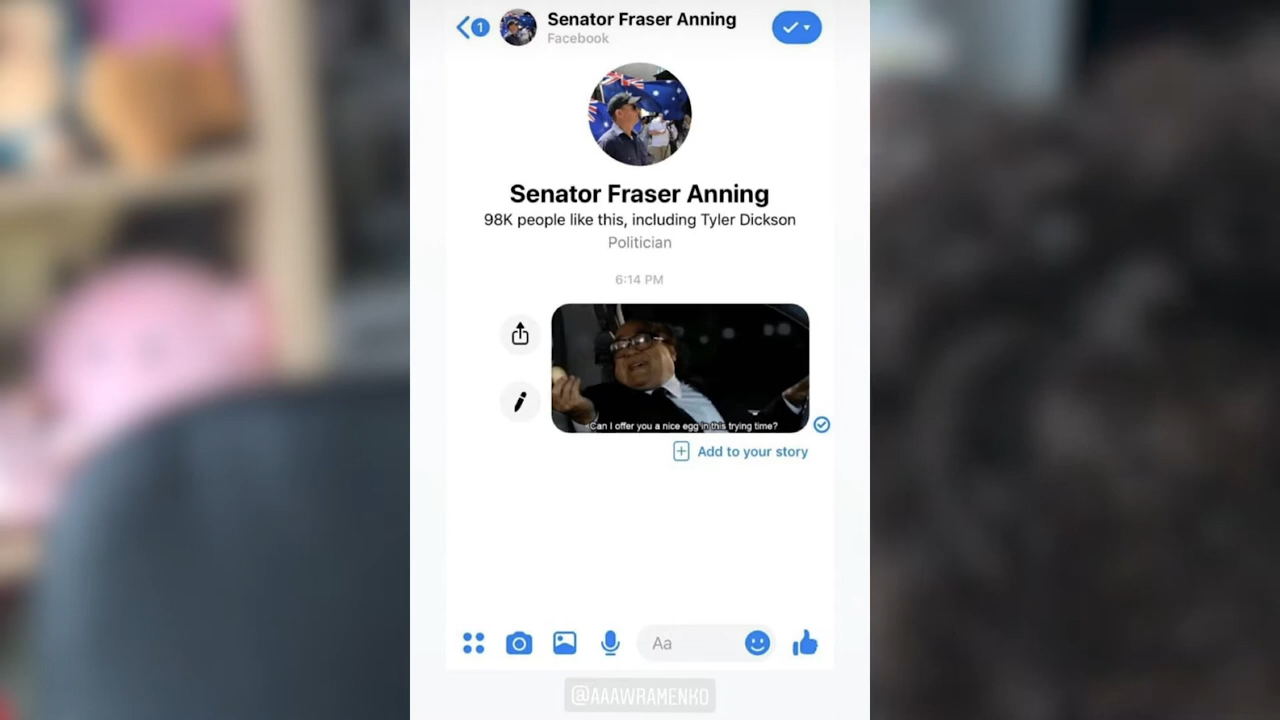 1
Senator Fraser Anning
Facebook
Senator Fraser Anning
98K people like this, including Tyler Dickson
Politician
6:14 PM
Can I offer you a nice egg in this trying time?
Add to your story
Aa
@AAAWRAMENKO